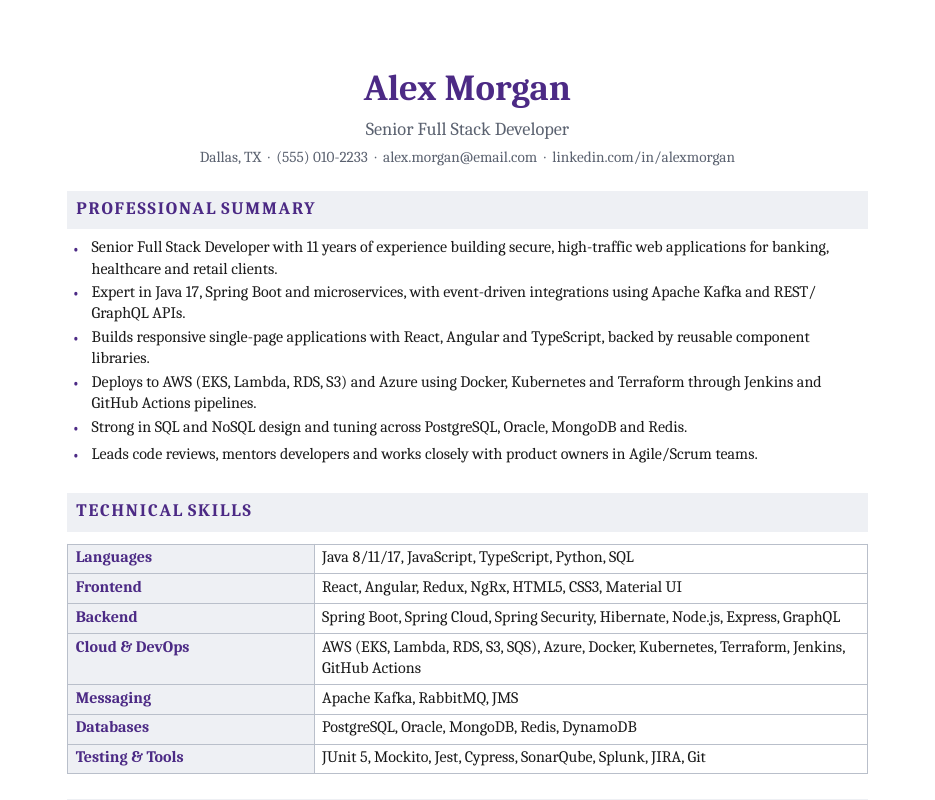 Alex Morgan
Senior Full Stack Developer
Dallas, TX · (555) 010-2233 · alex.morgan@email.com · linkedin.com/in/alexmorgan
PROFESSIONAL SUMMARY
• Senior Full Stack Developer with 11 years of experience building secure, high-traffic web applications for banking,
healthcare and retail clients.
• Expert in Java 17, Spring Boot and microservices, with event-driven integrations using Apache Kafka and REST/
GraphQL APIs.
• Builds responsive single-page applications with React, Angular and TypeScript, backed by reusable component
libraries.
• Deploys to AWS (EKS, Lambda, RDS, S3) and Azure using Docker, Kubernetes and Terraform through Jenkins and
GitHub Actions pipelines.
• Strong in SQL and NoSQL design and tuning across PostgreSQL, Oracle, MongoDB and Redis.
• Leads code reviews, mentors developers and works closely with product owners in Agile/Scrum teams.
TECHNICAL SKILLS
Languages Java 8/11/17, JavaScript, TypeScript, Python, SQL
Frontend React, Angular, Redux, NgRx, HTML5, CSS3, Material UI
Backend Spring Boot, Spring Cloud, Spring Security, Hibernate, Node.js, Express, GraphQL
Cloud & DevOps AWS (EKS, Lambda, RDS, S3, SQS), Azure, Docker, Kubernetes, Terraform, Jenkins,
GitHub Actions
Messaging Apache Kafka, RabbitMQ, JMS
Databases PostgreSQL, Oracle, MongoDB, Redis, DynamoDB
Testing & Tools JUnit 5, Mockito, Jest, Cypress, SonarQube, Splunk, JIRA, Git